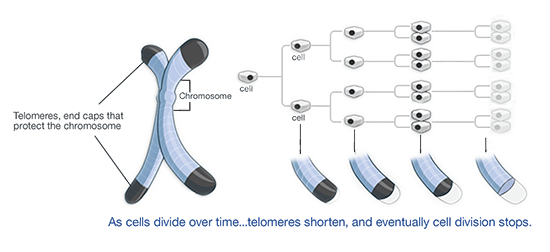 cell
cell
cell
Chromosome
Telomeres, end caps that
protect the chromosome
As cells divide over time...telomeres shorten, and eventually cell division stops.